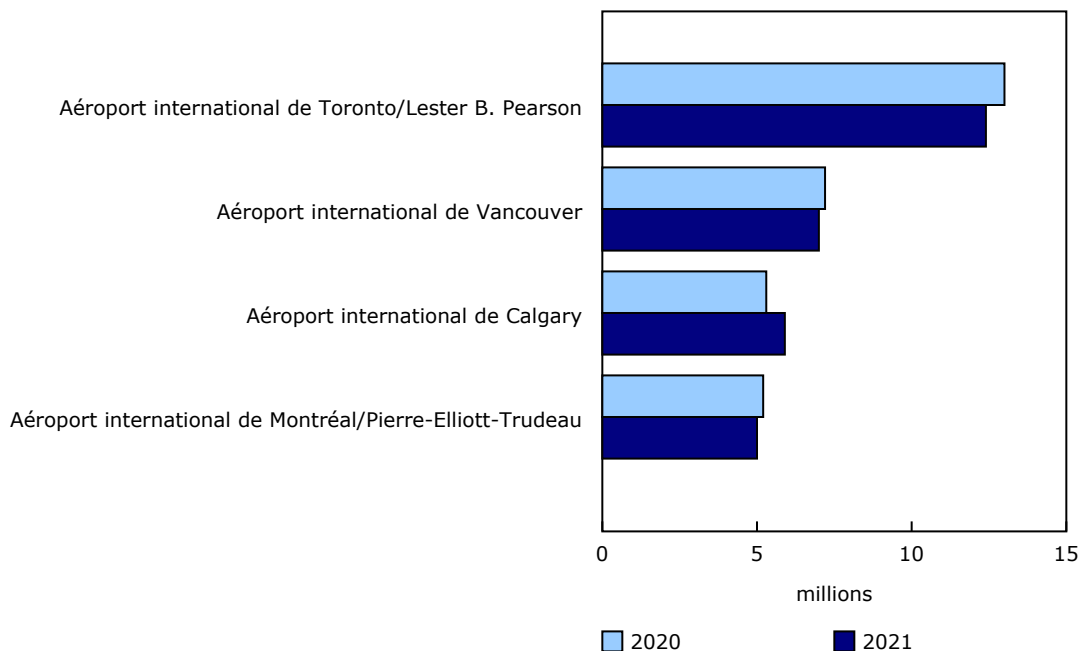 Aéroport international de Toronto/Lester B. Pearson
Aéroport international de Vancouver
Aéroport international de Calgary
Aéroport international de Montréal/Pierre-Elliott-Trudeau
0 5 10 15
millions
2020 2021